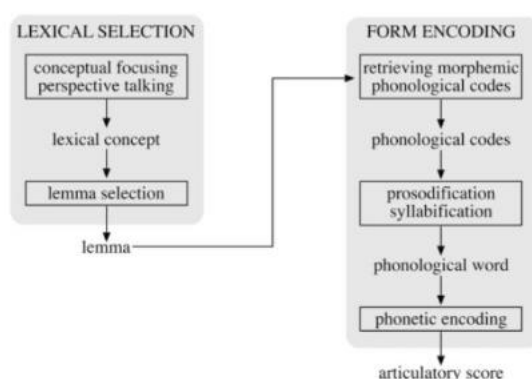 LEXICAL SELECTION
conceptual focusing
perspective talking
lexical concept
lemma selection
lemma
FORM ENCODING
retrieving morphemic
phonological codes
phonological codes
prosodification
syllabification
phonological word
phonetic encoding
articulatory score